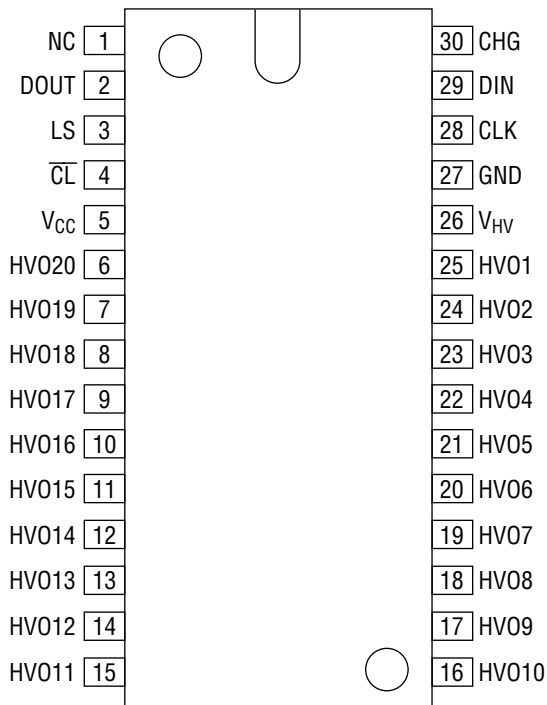 NC 1 30 CHG
DOUT 2 29 DIN
LS 3 28 CLK
C̅L̅ 4 27 GND
VCC 5 26 VHV
HVO20 6 25 HVO1
HVO19 7 24 HVO2
HVO18 8 23 HVO3
HVO17 9 22 HVO4
HVO16 10 21 HVO5
HVO15 11 20 HVO6
HVO14 12 19 HVO7
HVO13 13 18 HVO8
HVO12 14 17 HVO9
HVO11 15 16 HVO10